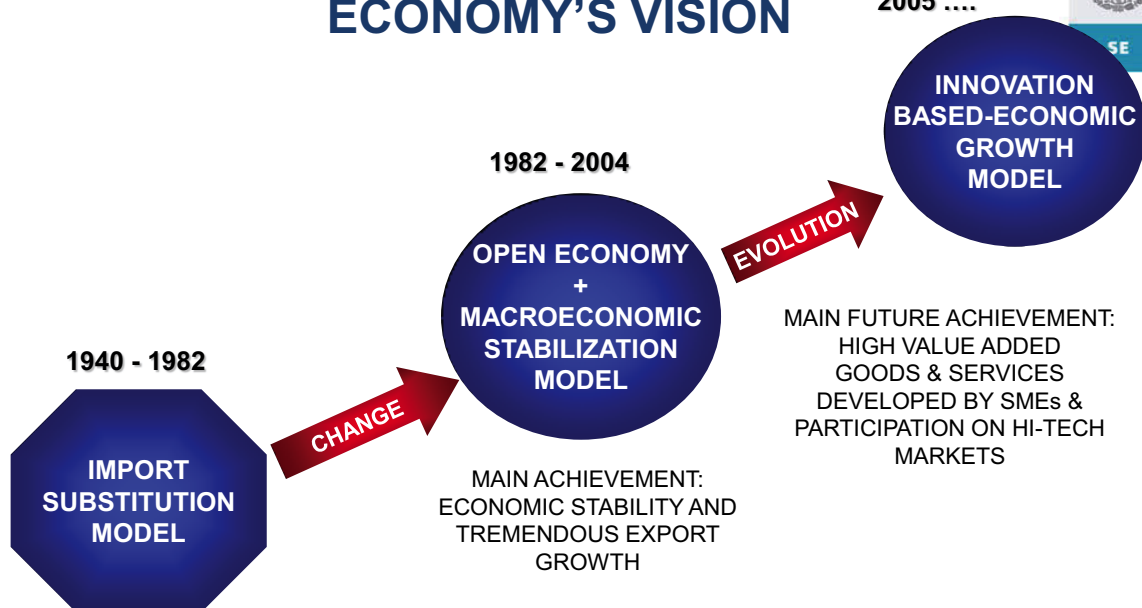 ECONOMY’S VISION
2005 ....
SE
INNOVATION
BASED-ECONOMIC
GROWTH
MODEL
1982 - 2004
EVOLUTION
OPEN ECONOMY
+
MACROECONOMIC
STABILIZATION
MODEL
MAIN FUTURE ACHIEVEMENT:
HIGH VALUE ADDED
GOODS & SERVICES
DEVELOPED BY SMEs &
PARTICIPATION ON HI-TECH
MARKETS
1940 - 1982
CHANGE
IMPORT
SUBSTITUTION
MODEL
MAIN ACHIEVEMENT:
ECONOMIC STABILITY AND
TREMENDOUS EXPORT
GROWTH